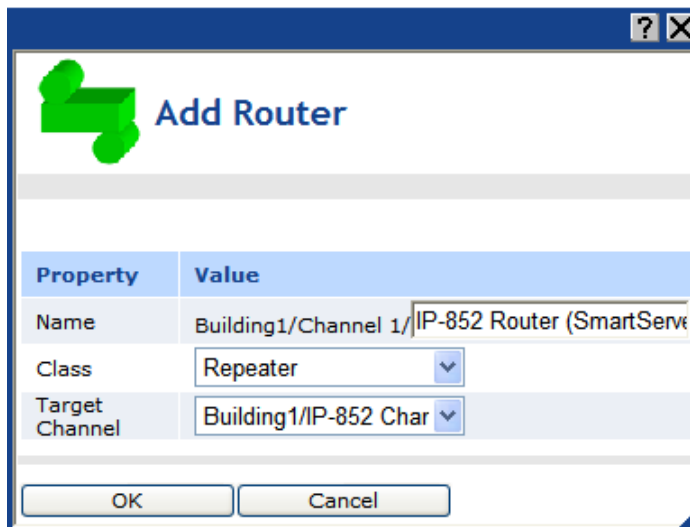 ?
Add Router
Property Value
Name Building1/Channel 1/ IP-852 Router (SmartServe
Class Repeater
Target Channel Building1/IP-852 Char
OK Cancel